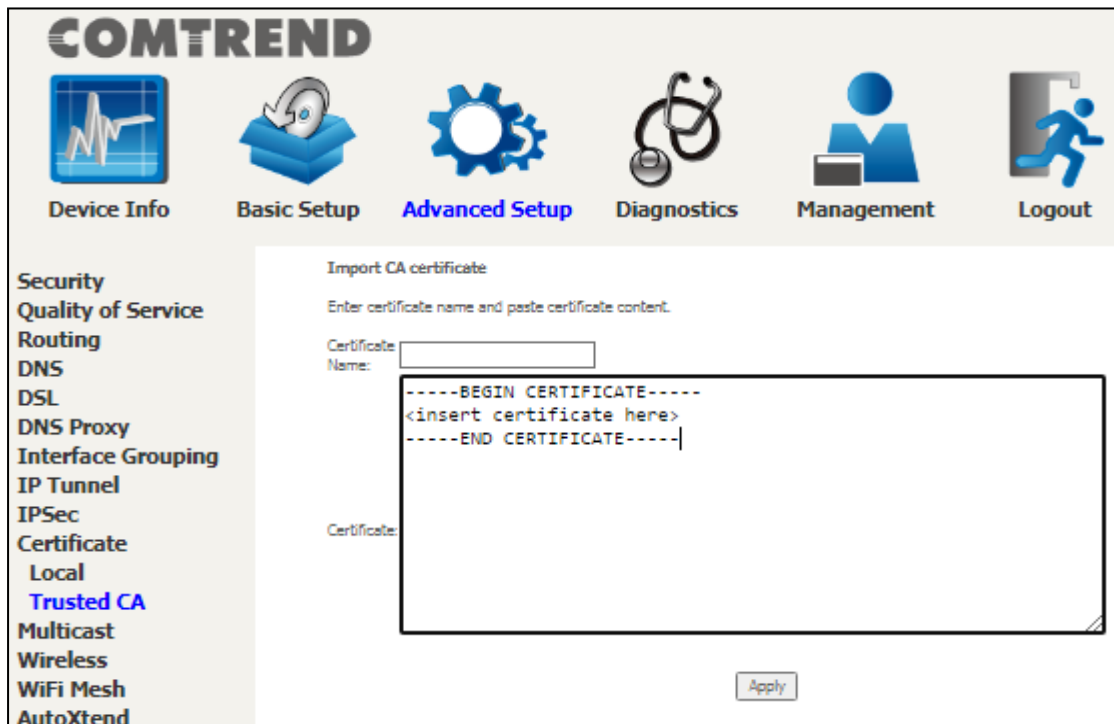 COMTREND
Device Info
Basic Setup
Advanced Setup
Diagnostics
Management
Logout
Security
Quality of Service
Routing
DNS
DSL
DNS Proxy
Interface Grouping
IP Tunnel
IPSec
Certificate
Local
Trusted CA
Multicast
Wireless
WiFi Mesh
AutoXtend
Import CA certificate
Enter certificate name and paste certificate content.
Certificate
Name:
-----BEGIN CERTIFICATE-----
<insert certificate here>
-----END CERTIFICATE-----
Certificate:
Apply